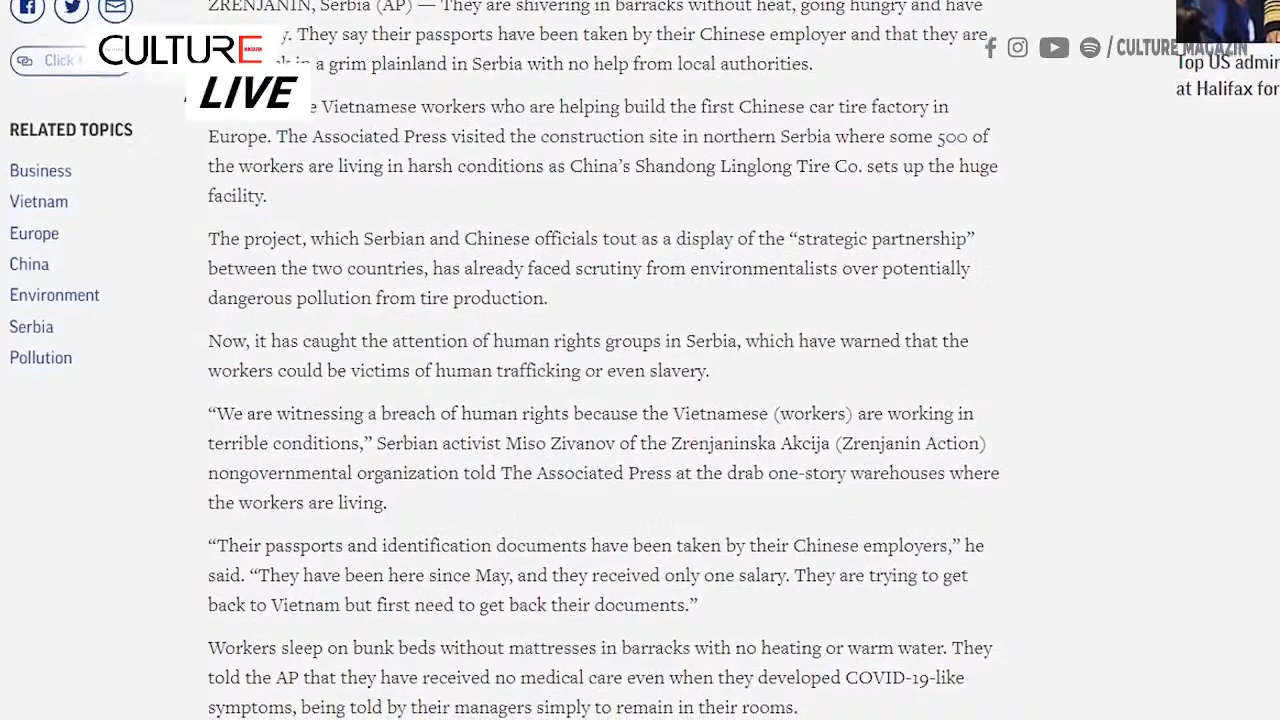 ZRENJANIN, Serbia (AP) — They are shivering in barracks without heat, going hungry and have
They say their passports have been taken by their Chinese employer and that they are
in a grim plainland in Serbia with no help from local authorities.
Vietnamese workers who are helping build the first Chinese car tire factory in
Europe. The Associated Press visited the construction site in northern Serbia where some 500 of
the workers are living in harsh conditions as China’s Shandong Linglong Tire Co. sets up the huge
facility.
The project, which Serbian and Chinese officials tout as a display of the “strategic partnership”
between the two countries, has already faced scrutiny from environmentalists over potentially
dangerous pollution from tire production.
Now, it has caught the attention of human rights groups in Serbia, which have warned that the
workers could be victims of human trafficking or even slavery.
“We are witnessing a breach of human rights because the Vietnamese (workers) are working in
terrible conditions,” Serbian activist Miso Zivanov of the Zrenjaninska Akcija (Zrenjanin Action)
nongovernmental organization told The Associated Press at the drab one-story warehouses where
the workers are living.
“Their passports and identification documents have been taken by their Chinese employers,” he
said. “They have been here since May, and they received only one salary. They are trying to get
back to Vietnam but first need to get back their documents.”
Workers sleep on bunk beds without mattresses in barracks with no heating or warm water. They
told the AP that they have received no medical care even when they developed COVID-19-like
symptoms, being told by their managers simply to remain in their rooms.
CULTURE
LIVE
Click
RELATED TOPICS
Business
Vietnam
Europe
China
Environment
Serbia
Pollution
/ CULTURE MAGAZIN
Top US admir
at Halifax for